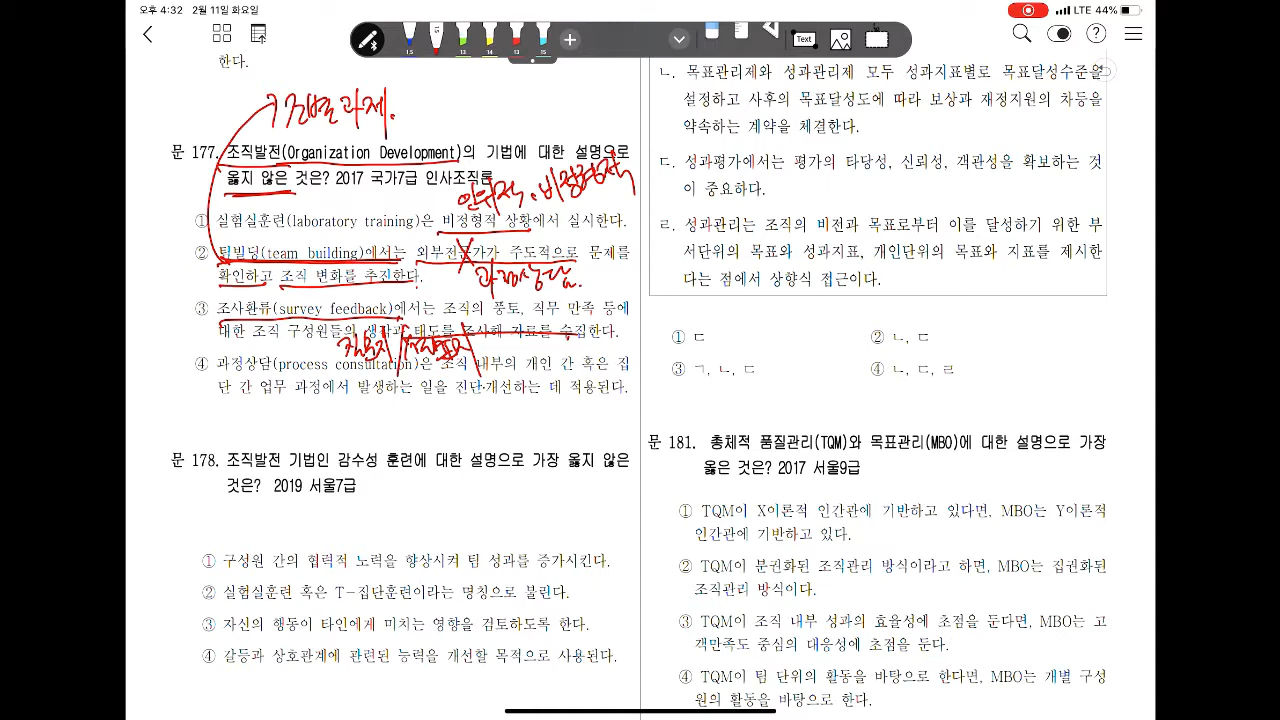 오후 4:32 2월 11일 화요일
LTE 44%
1.5 15 13 14 13 15
Text
한다.
문 177. 조직발전(Organization Development)의 기법에 대한 설명으로
옳지 않은 것은? 2017 국가7급 인사조직론
인위적·비정형적
① 실험실훈련(laboratory training)은 비정형적 상황에서 실시한다.
② 팀빌딩(team building)에서는 외부전문가가 주도적으로 문제를
확인하고 조직 변화를 추진한다.
과정상담.
③ 조사환류(survey feedback)에서는 조직의 풍토, 직무 만족 등에
대한 조직 구성원들의 생각과 태도를 조사해 자료를 수집한다.
④ 과정상담(process consultation)은 조직 내부의 개인 간 혹은 집
단 간 업무 과정에서 발생하는 일을 진단·개선하는 데 적용된다.
문 178. 조직발전 기법인 감수성 훈련에 대한 설명으로 가장 옳지 않은
것은? 2019 서울7급
① 구성원 간의 협력적 노력을 향상시켜 팀 성과를 증가시킨다.
② 실험실훈련 혹은 T-집단훈련이라는 명칭으로 불린다.
③ 자신의 행동이 타인에게 미치는 영향을 검토하도록 한다.
④ 갈등과 상호관계에 관련된 능력을 개선할 목적으로 사용된다.
ㄴ. 목표관리제와 성과관리제 모두 성과지표별로 목표달성수준을
설정하고 사후의 목표달성도에 따라 보상과 재정지원의 차등을
약속하는 계약을 체결한다.
ㄷ. 성과평가에서는 평가의 타당성, 신뢰성, 객관성을 확보하는 것
이 중요하다.
ㄹ. 성과관리는 조직의 비전과 목표로부터 이를 달성하기 위한 부
서단위의 목표와 성과지표, 개인단위의 목표와 지표를 제시한
다는 점에서 상향식 접근이다.
① ㄷ
② ㄴ, ㄷ
③ ㄱ, ㄴ, ㄷ
④ ㄴ, ㄷ, ㄹ
문 181. 총체적 품질관리(TQM)와 목표관리(MBO)에 대한 설명으로 가장
옳은 것은? 2017 서울9급
① TQM이 X이론적 인간관에 기반하고 있다면, MBO는 Y이론적
인간관에 기반하고 있다.
② TQM이 분권화된 조직관리 방식이라고 하면, MBO는 집권화된
조직관리 방식이다.
③ TQM이 조직 내부 성과의 효율성에 초점을 둔다면, MBO는 고
객만족도 중심의 대응성에 초점을 둔다.
④ TQM이 팀 단위의 활동을 바탕으로 한다면, MBO는 개별 구성
원의 활동을 바탕으로 한다.